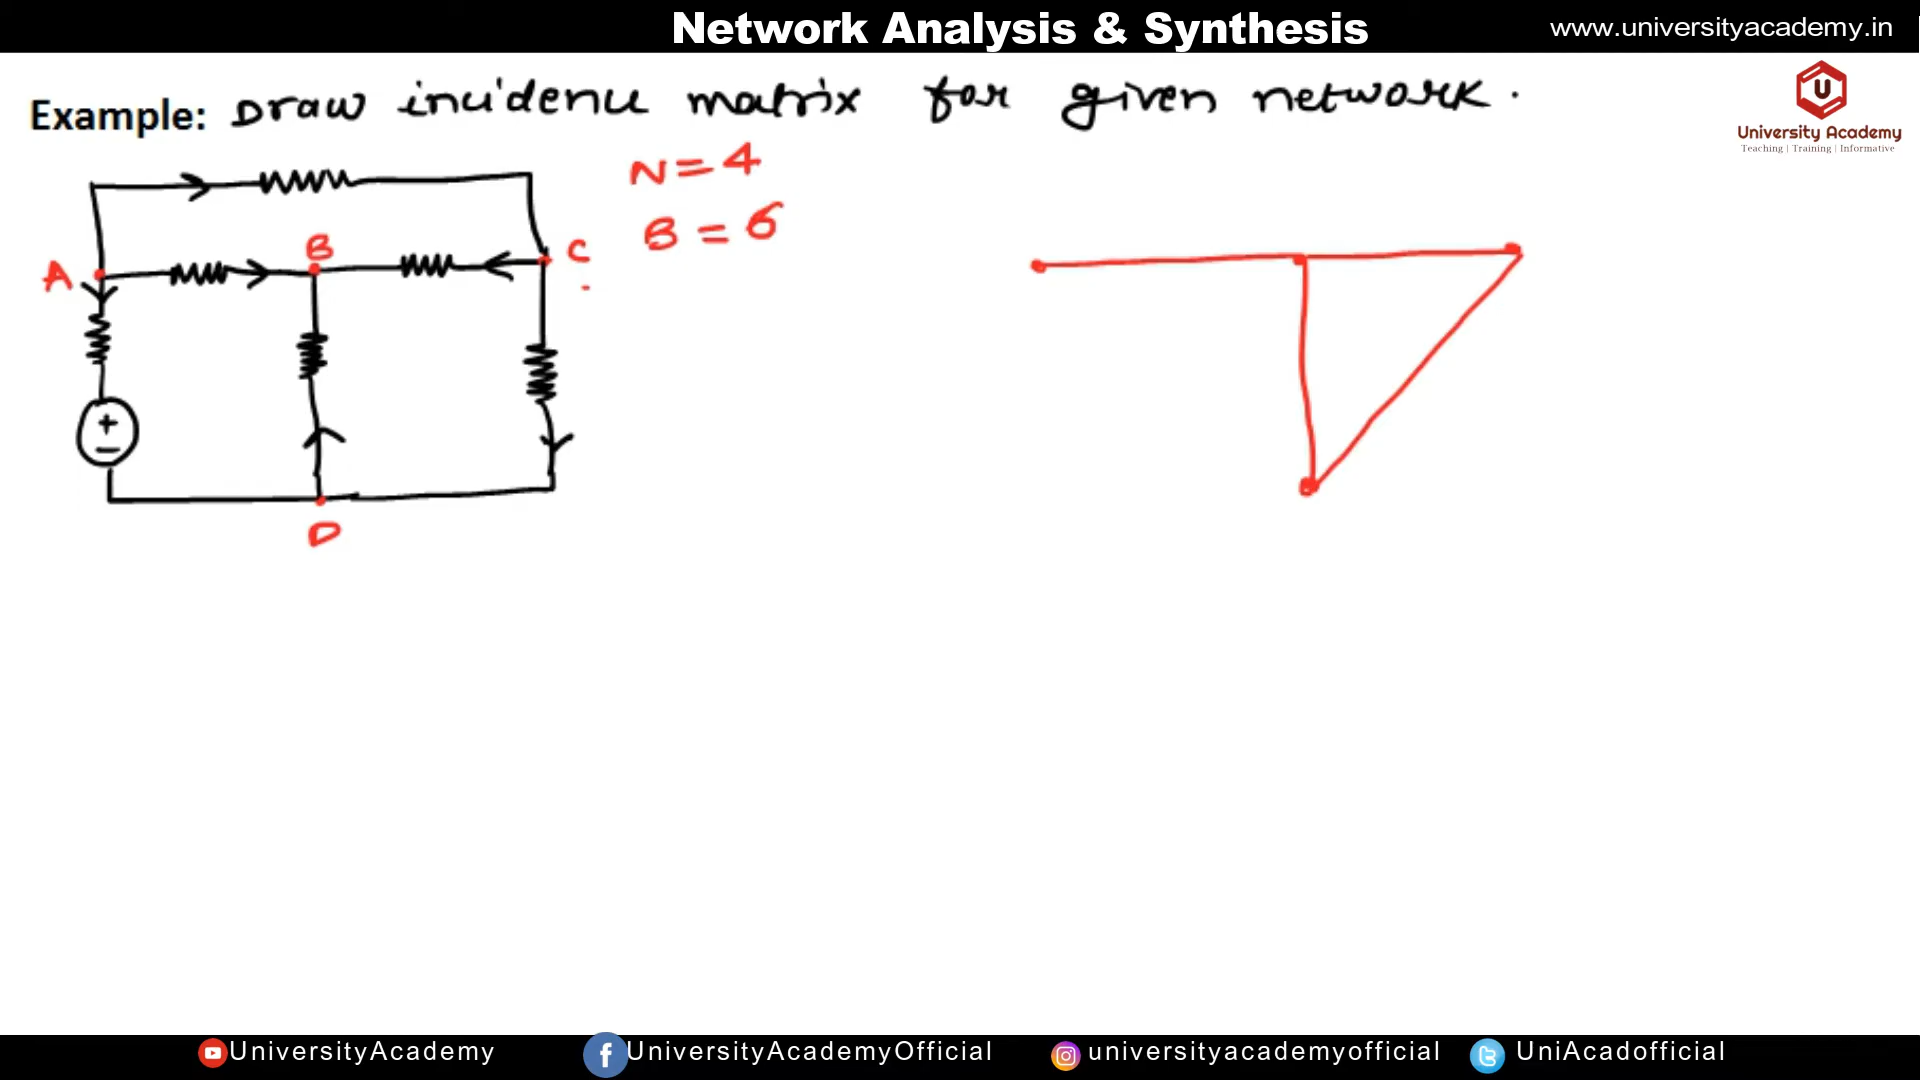 Network Analysis & Synthesis
www.universityacademy.in
Example: Draw incidence matrix for given network.
U
University Academy
Teaching | Training | Informative
N = 4
B = 6
A
B
C
+
−
D
UniversityAcademy
f UniversityAcademyOfficial
universityacademyofficial
UniAcadofficial